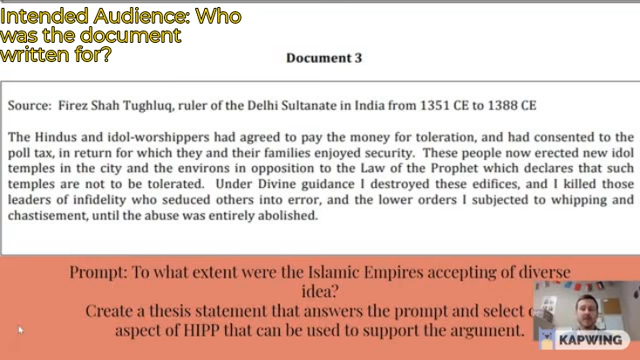 Intended Audience: Who
was the document
written for?
Document 3
Source: Firez Shah Tughluq, ruler of the Delhi Sultanate in India from 1351 CE to 1388 CE
The Hindus and idol-worshippers had agreed to pay the money for toleration, and had consented to the
poll tax, in return for which they and their families enjoyed security. These people now erected new idol
temples in the city and the environs in opposition to the Law of the Prophet which declares that such
temples are not to be tolerated. Under Divine guidance I destroyed these edifices, and I killed those
leaders of infidelity who seduced others into error, and the lower orders I subjected to whipping and
chastisement, until the abuse was entirely abolished.
Prompt: To what extent were the Islamic Empires accepting of diverse
idea?
Create a thesis statement that answers the prompt and select
aspect of HIPP that can be used to support the argument.
KAPWING